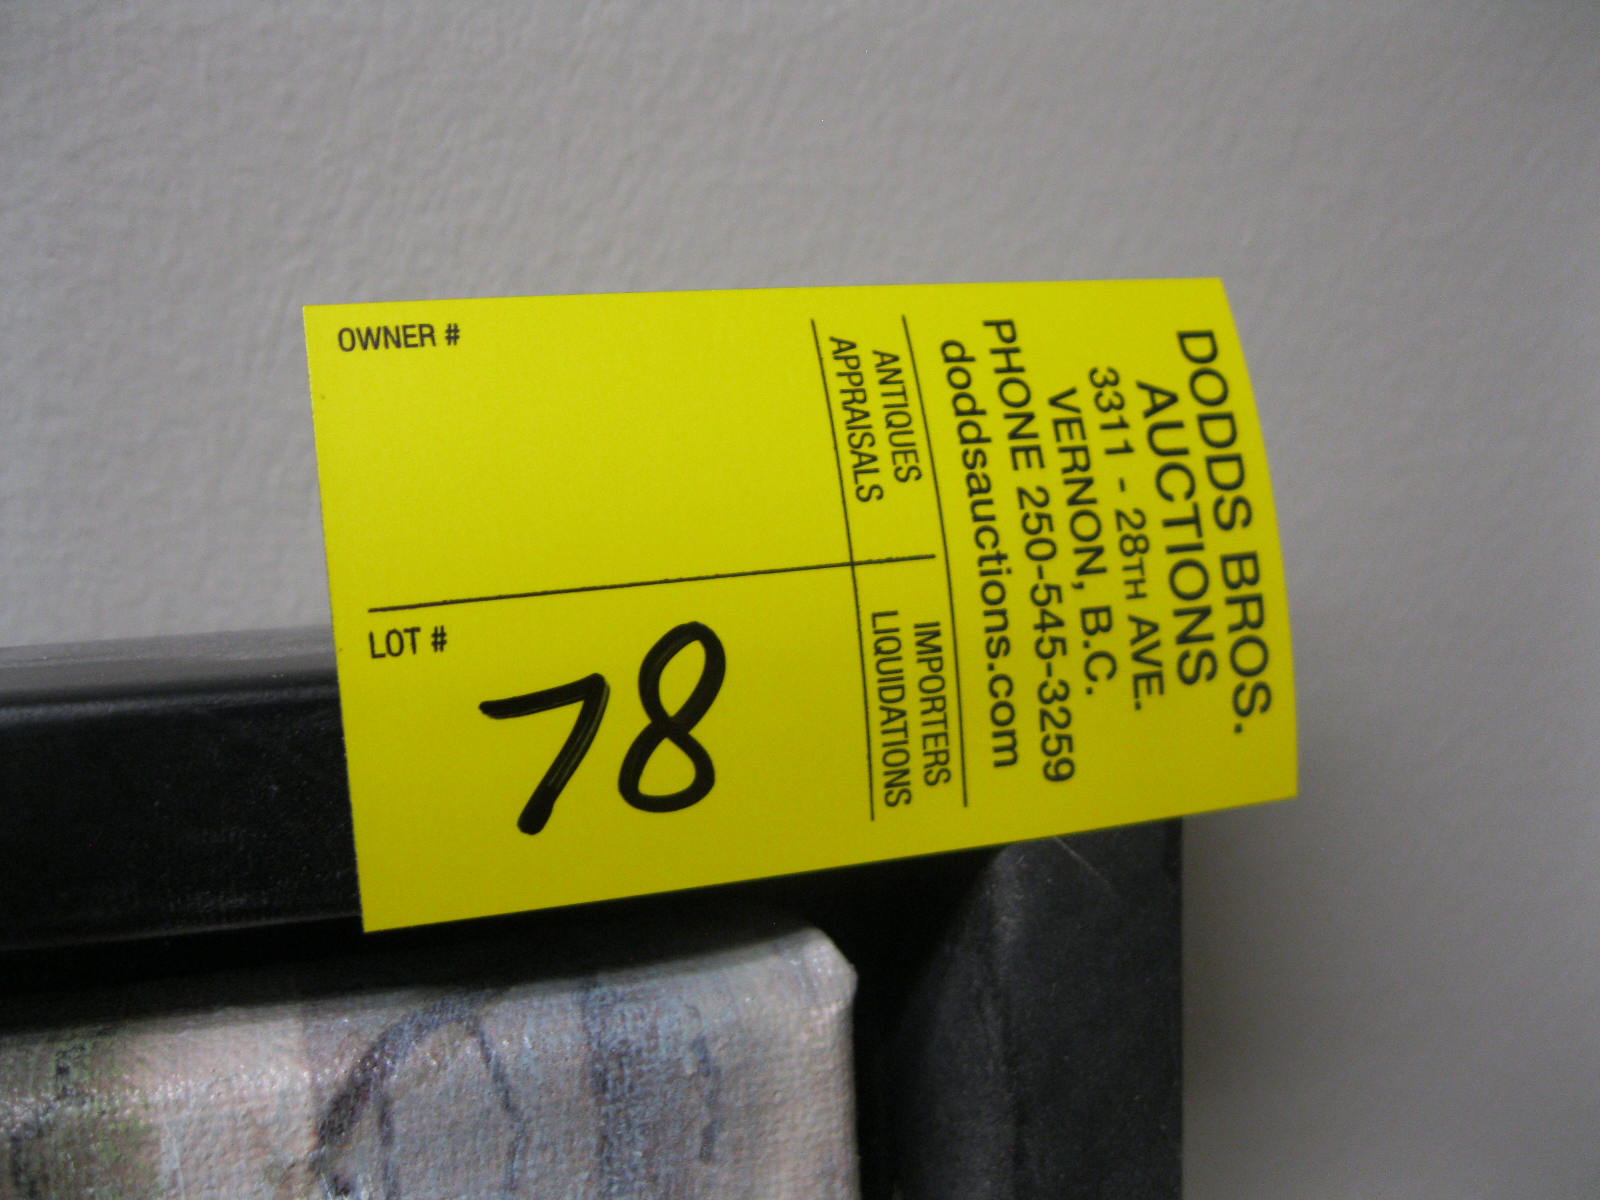 DODDS BROS.
AUCTIONS
3311 - 28TH AVE.
VERNON, B.C.
PHONE 250-545-3259
doddsauctions.com
ANTIQUES
APPRAISALS
IMPORTERS
LIQUIDATIONS
OWNER #
LOT #
78